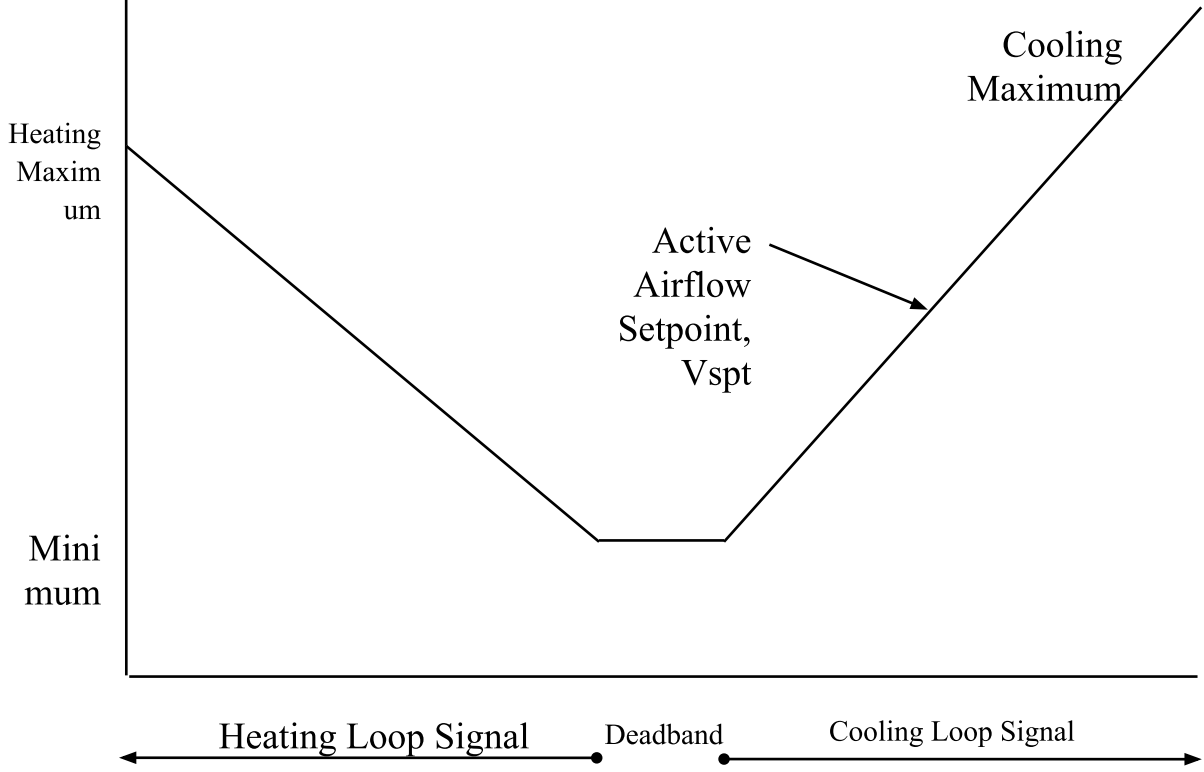 Cooling
Maximum
Heating
Maxim
um
Active
Airflow
Setpoint,
Vspt
Mini
mum
Heating Loop Signal
Deadband
Cooling Loop Signal